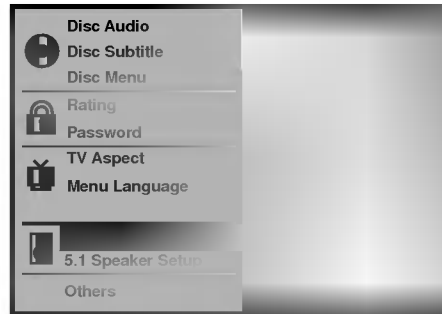 Disc Audio
Disc Subtitle
Disc Menu
Rating
Password
TV Aspect
Menu Language
5.1 Speaker Setup
Others